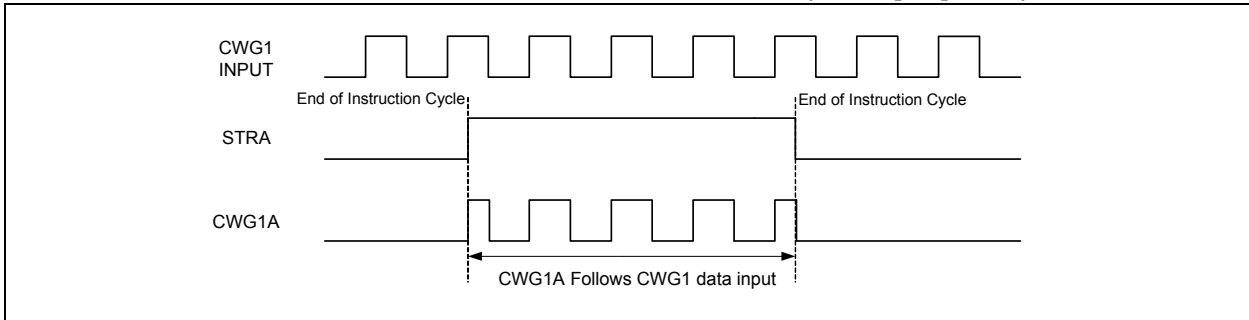 CWG1
INPUT
End of Instruction Cycle
End of Instruction Cycle
STRA
CWG1A
CWG1A Follows CWG1 data input